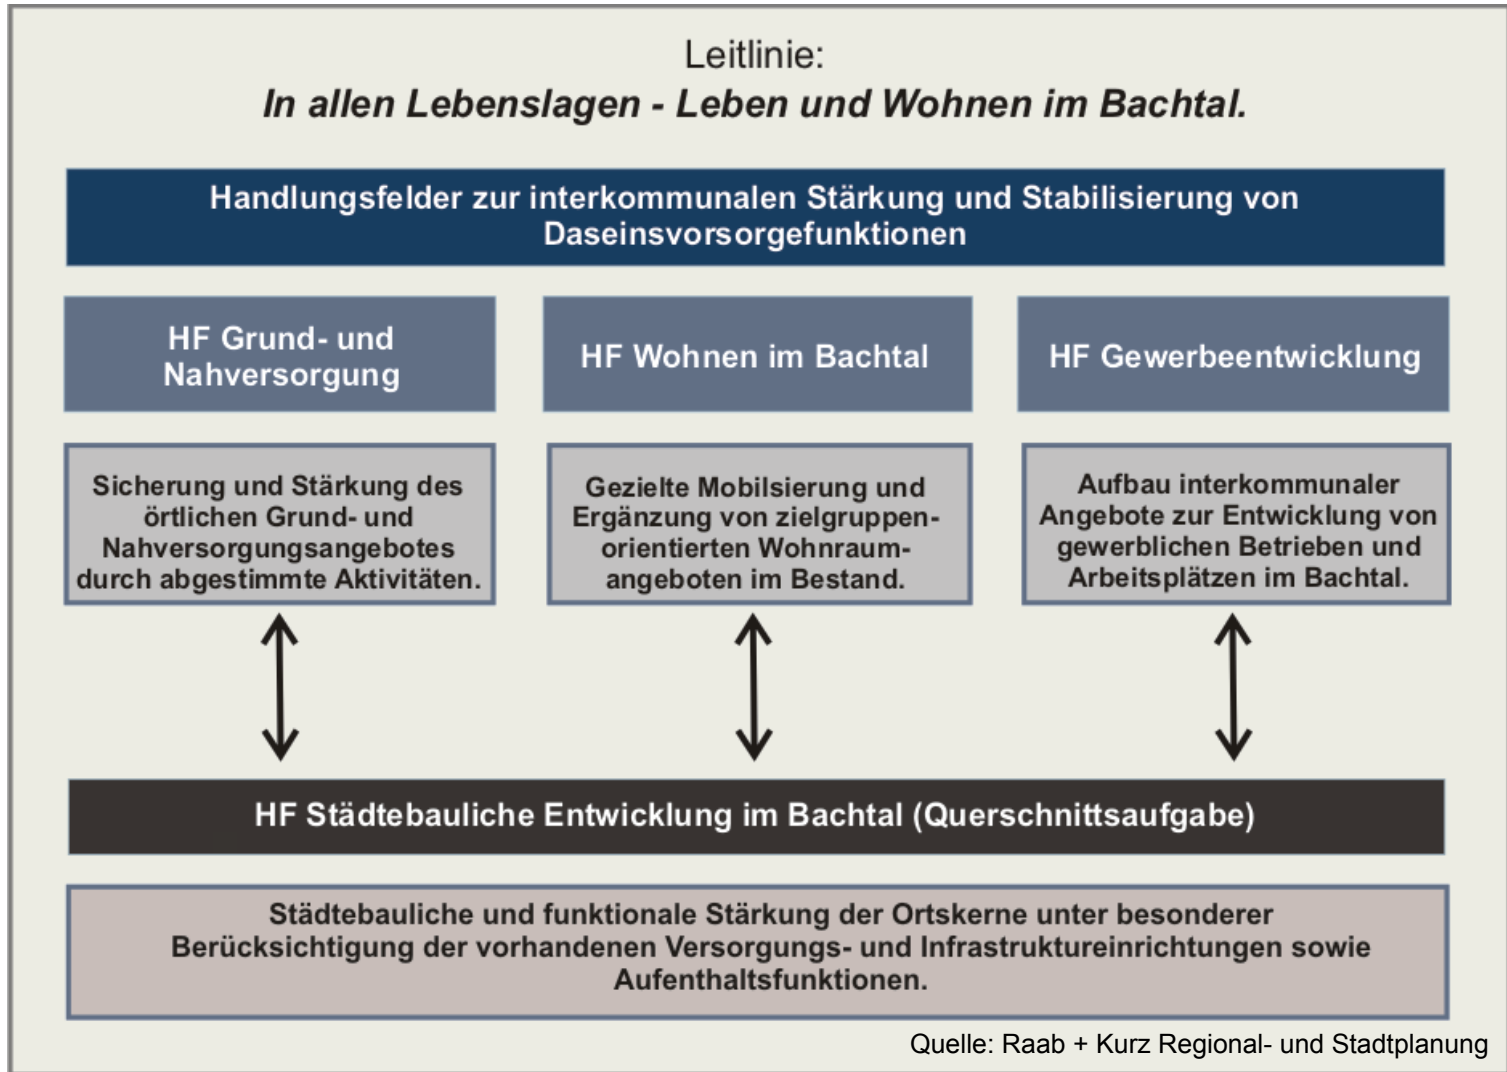 Leitlinie:
In allen Lebenslagen - Leben und Wohnen im Bachtal.
Handlungsfelder zur interkommunalen Stärkung und Stabilisierung von
Daseinsvorsorgefunktionen
HF Grund- und
Nahversorgung
HF Wohnen im Bachtal
HF Gewerbeentwicklung
Sicherung und Stärkung des
örtlichen Grund- und
Nahversorgungsangebotes
durch abgestimmte Aktivitäten.
Gezielte Mobilsierung und
Ergänzung von zielgruppen-
orientierten Wohnraum-
angeboten im Bestand.
Aufbau interkommunaler
Angebote zur Entwicklung von
gewerblichen Betrieben und
Arbeitsplätzen im Bachtal.
HF Städtebauliche Entwicklung im Bachtal (Querschnittsaufgabe)
Städtebauliche und funktionale Stärkung der Ortskerne unter besonderer
Berücksichtigung der vorhandenen Versorgungs- und Infrastruktureinrichtungen sowie
Aufenthaltsfunktionen.
Quelle: Raab + Kurz Regional- und Stadtplanung